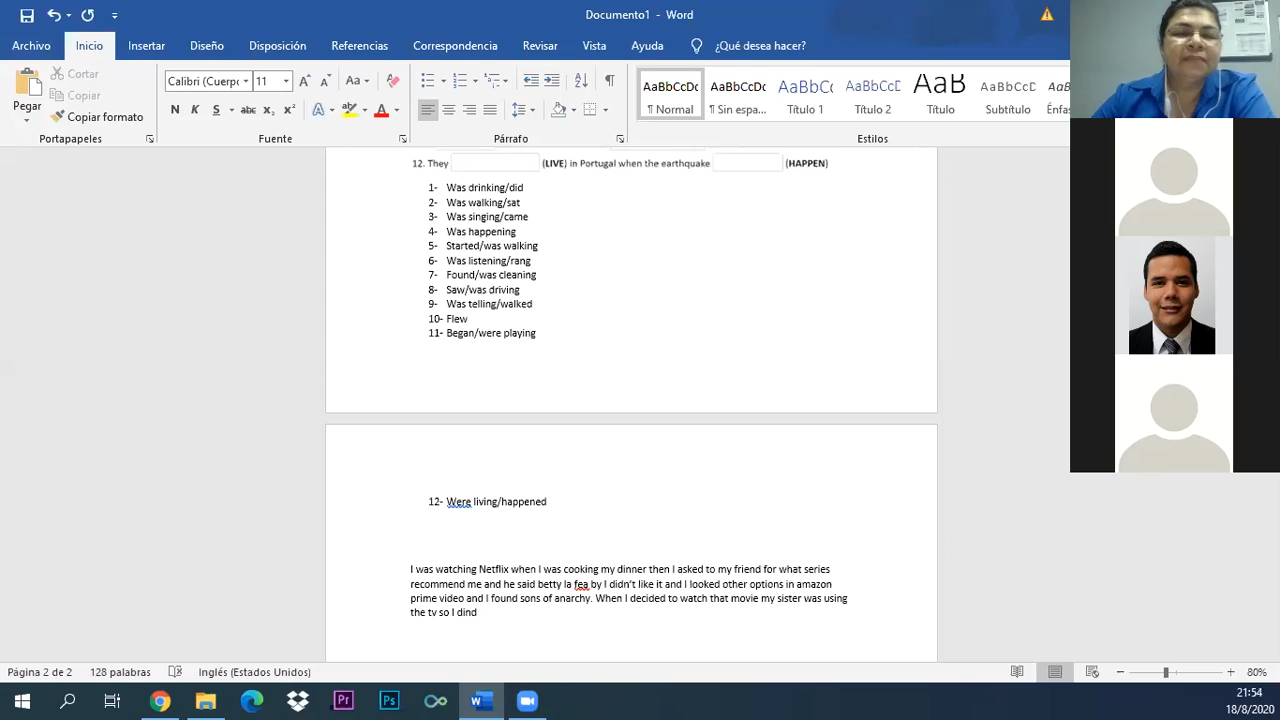 Documento1 - Word
Archivo Inicio Insertar Diseño Disposición Referencias Correspondencia Revisar Vista Ayuda ¿Qué desea hacer?
Pegar
Cortar
Copiar
Copiar formato
Portapapeles
Calibri (Cuerpo 11
N K S abc x₂ x²
Fuente
Párrafo
AaBbCcDc AaBbCcDc AaBbCc AaBbCcC AaB AaBbCcD AaBbCcD
¶ Normal ¶ Sin espa... Título 1 Título 2 Título Subtítulo Énfas
Estilos
12. They (LIVE) in Portugal when the earthquake (HAPPEN)
1- Was drinking/did
2- Was walking/sat
3- Was singing/came
4- Was happening
5- Started/was walking
6- Was listening/rang
7- Found/was cleaning
8- Saw/was driving
9- Was telling/walked
10- Flew
11- Began/were playing
12- Were living/happened
I was watching Netflix when I was cooking my dinner then I asked to my friend for what series
recommend me and he said betty la fea by I didn't like it and I looked other options in amazon
prime video and I found sons of anarchy. When I decided to watch that movie my sister was using
the tv so I dind
Página 2 de 2 128 palabras Inglés (Estados Unidos) 80%
Pr Ps
21:54
18/8/2020